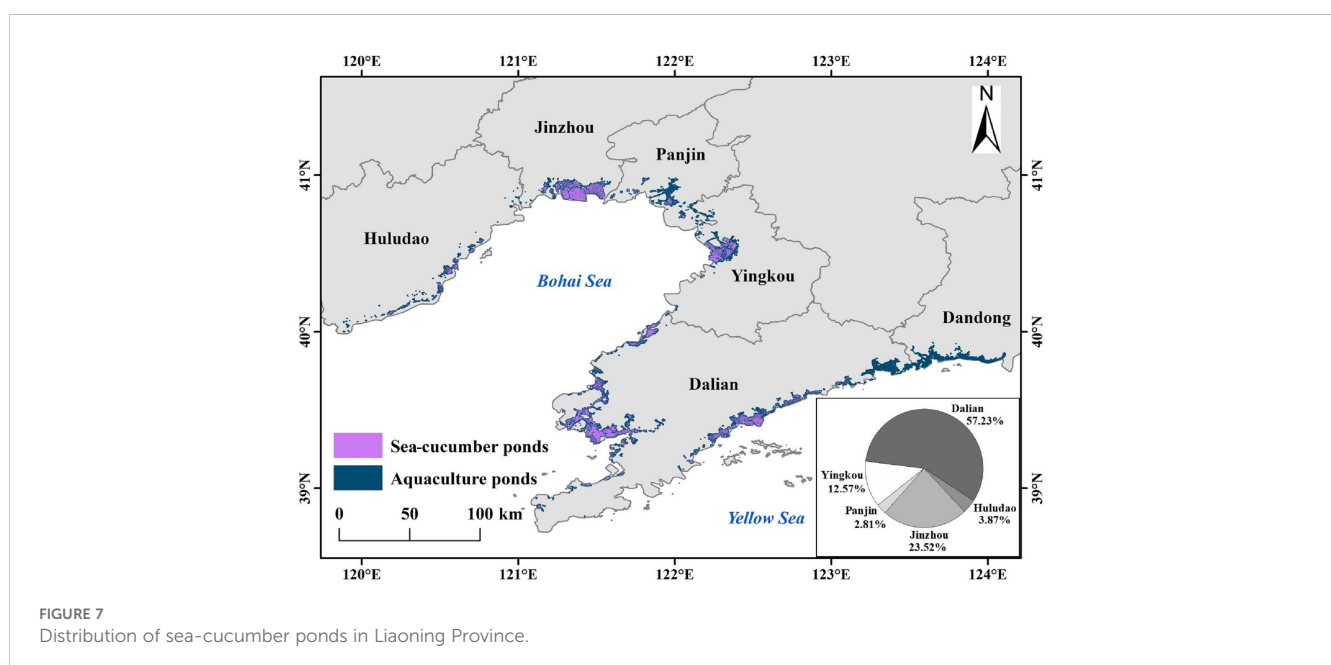 120°E
121°E
122°E
123°E
124°E
N
Jinzhou
Panjin
41°N
41°N
Huludao
Bohai Sea
Yingkou
Dandong
40°N
40°N
Dalian
Sea-cucumber ponds
Aquaculture ponds
39°N
39°N
0
50
100 km
Yellow Sea
Dalian
57.23%
Yingkou
12.57%
Huludao
3.87%
Panjin
2.81%
Jinzhou
23.52%
120°E
121°E
122°E
123°E
124°E
FIGURE 7
Distribution of sea-cucumber ponds in Liaoning Province.